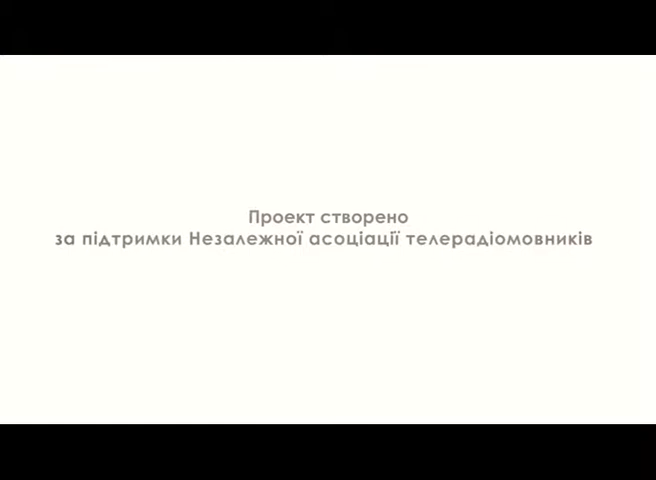 Проект створено
за підтримки Незалежної асоціації телерадіомовників